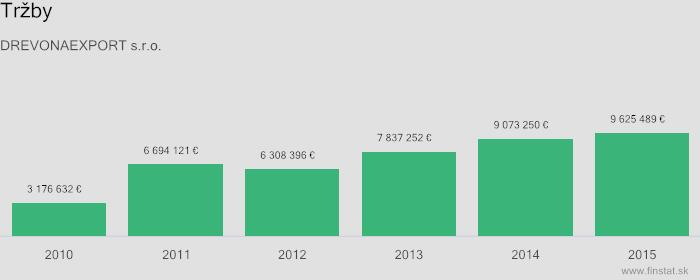 Tržby
DREVONAEXPORT s.r.o.
3 176 632 €
6 694 121 €
6 308 396 €
7 837 252 €
9 073 250 €
9 625 489 €
2010
2011
2012
2013
2014
2015
www.finstat.sk